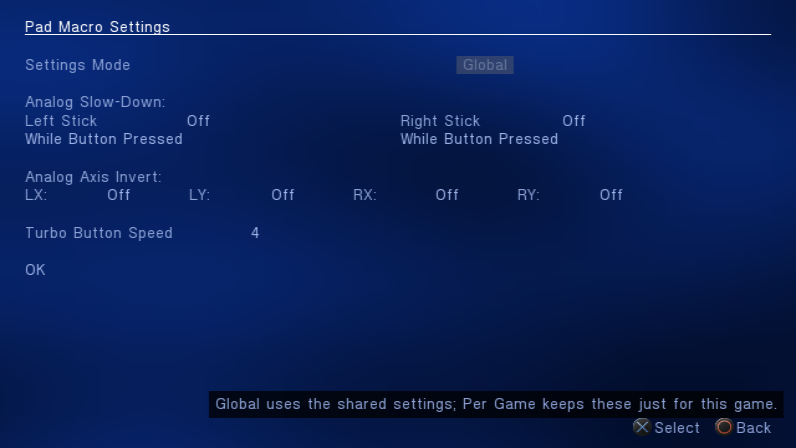 Pad Macro Settings
Settings Mode Global
Analog Slow-Down:
Left Stick Off Right Stick Off
While Button Pressed While Button Pressed
Analog Axis Invert:
LX: Off LY: Off RX: Off RY: Off
Turbo Button Speed 4
OK
Global uses the shared settings; Per Game keeps these just for this game.
Select Back